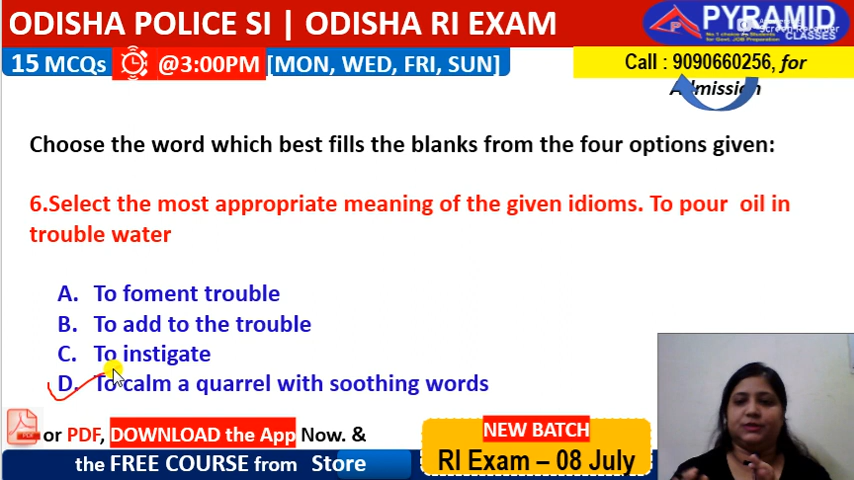 ODISHA POLICE SI | ODISHA RI EXAM
PYRAMID
CLASSES
15 MCQs @3:00PM [MON, WED, FRI, SUN]
Call : 9090660256, for
Admission
Choose the word which best fills the blanks from the four options given:
6.Select the most appropriate meaning of the given idioms. To pour oil in
trouble water
A. To foment trouble
B. To add to the trouble
C. To instigate
D. To calm a quarrel with soothing words
or PDF, DOWNLOAD the App Now. &
the FREE COURSE from Store
NEW BATCH
RI Exam – 08 July